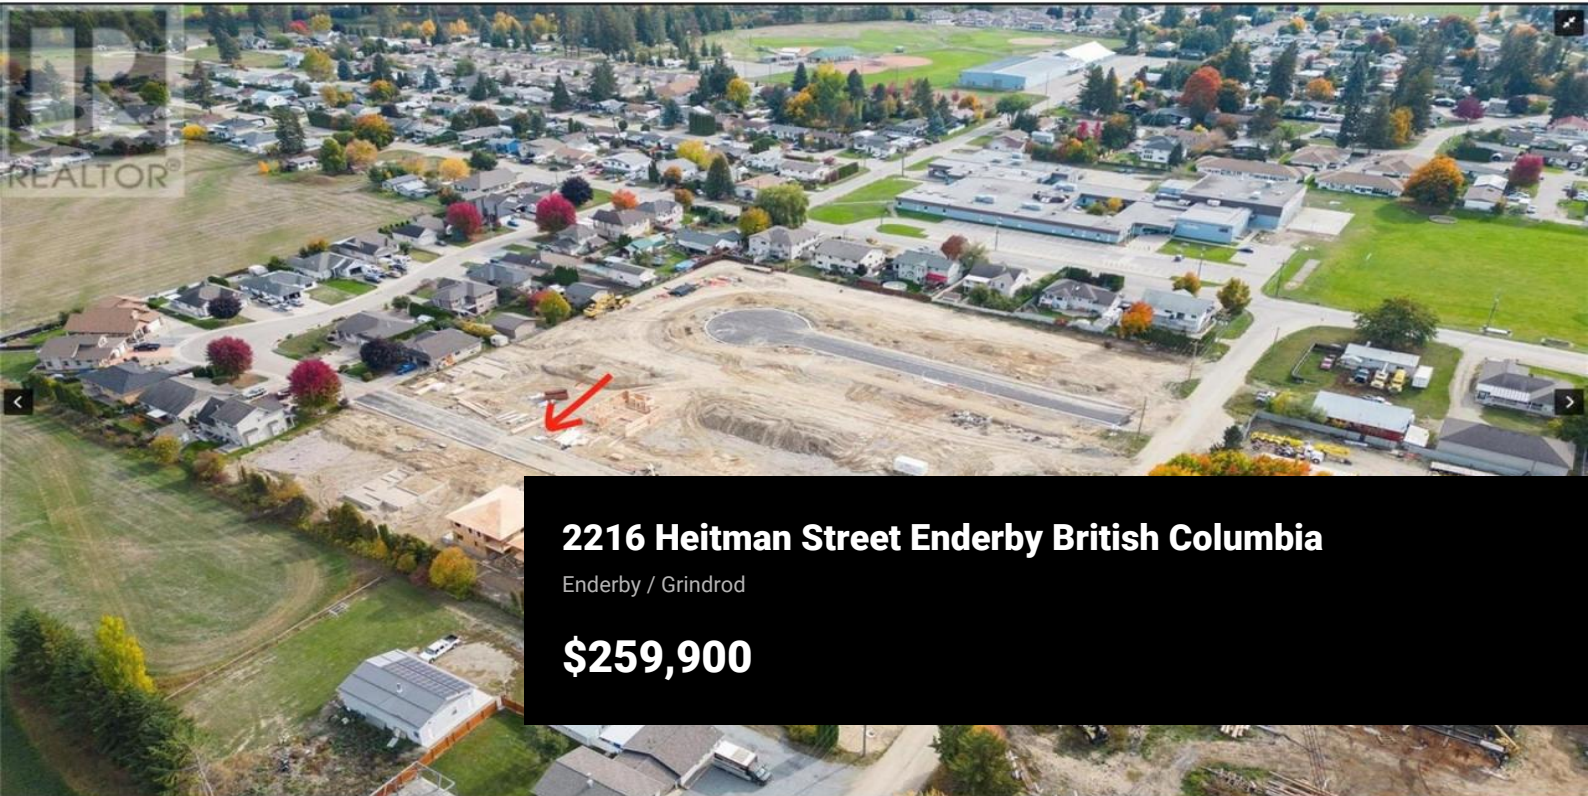 REALTOR®
2216 Heitman Street Enderby British Columbia
Enderby / Grindrod
$259,900